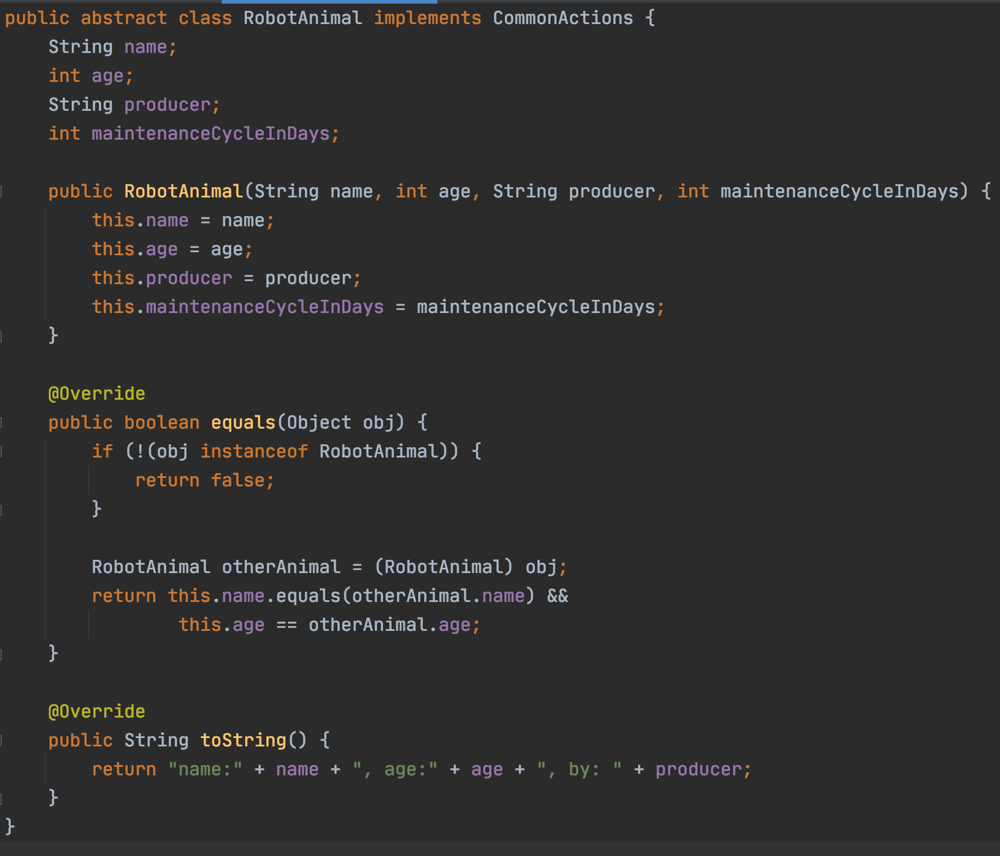 public abstract class RobotAnimal implements CommonActions {
    String name;
    int age;
    String producer;
    int maintenanceCycleInDays;

    public RobotAnimal(String name, int age, String producer, int maintenanceCycleInDays) {
        this.name = name;
        this.age = age;
        this.producer = producer;
        this.maintenanceCycleInDays = maintenanceCycleInDays;
    }

    @Override
    public boolean equals(Object obj) {
        if (!(obj instanceof RobotAnimal)) {
            return false;
        }

        RobotAnimal otherAnimal = (RobotAnimal) obj;
        return this.name.equals(otherAnimal.name) &&
                this.age == otherAnimal.age;
    }

    @Override
    public String toString() {
        return "name:" + name + ", age:" + age + ", by: " + producer;
    }
}